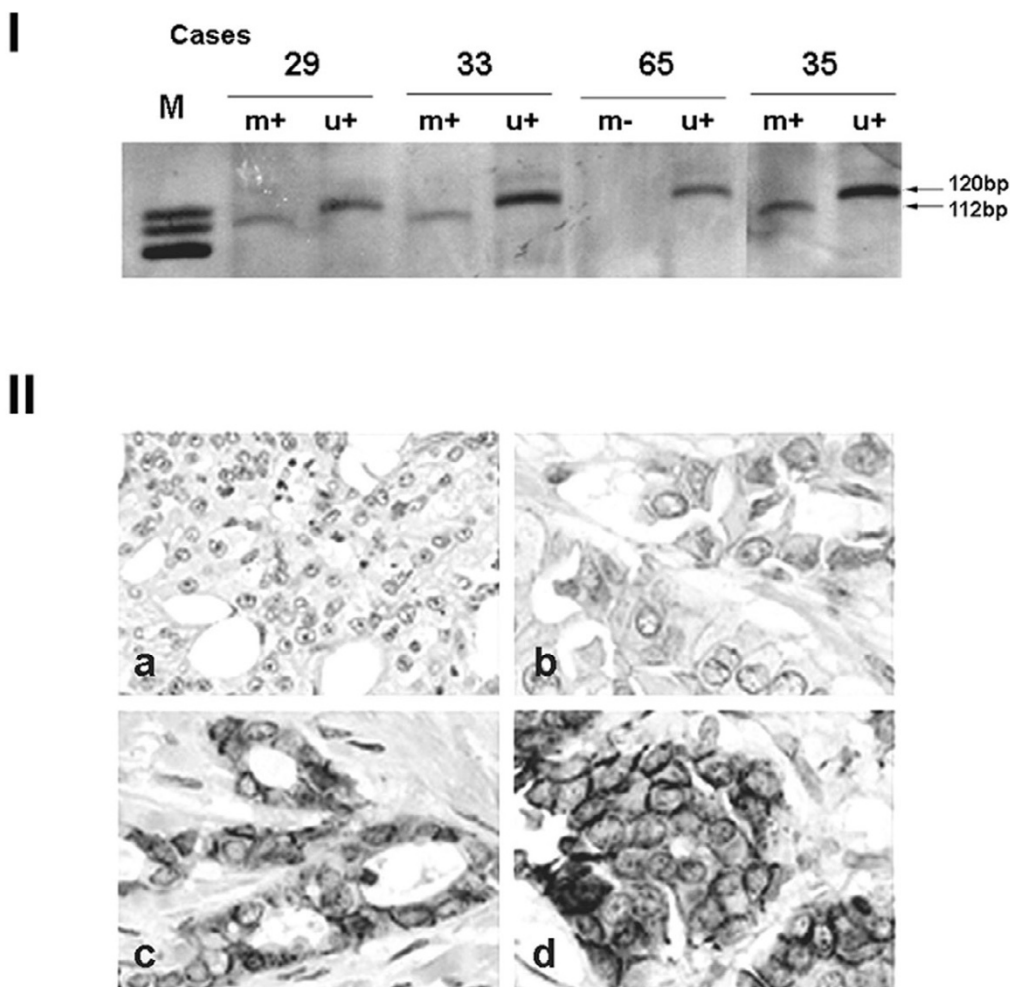 I
Cases
29 33 65 35
M
m+ u+ m+ u+ m- u+ m+ u+
120bp
112bp
II
a b
c d